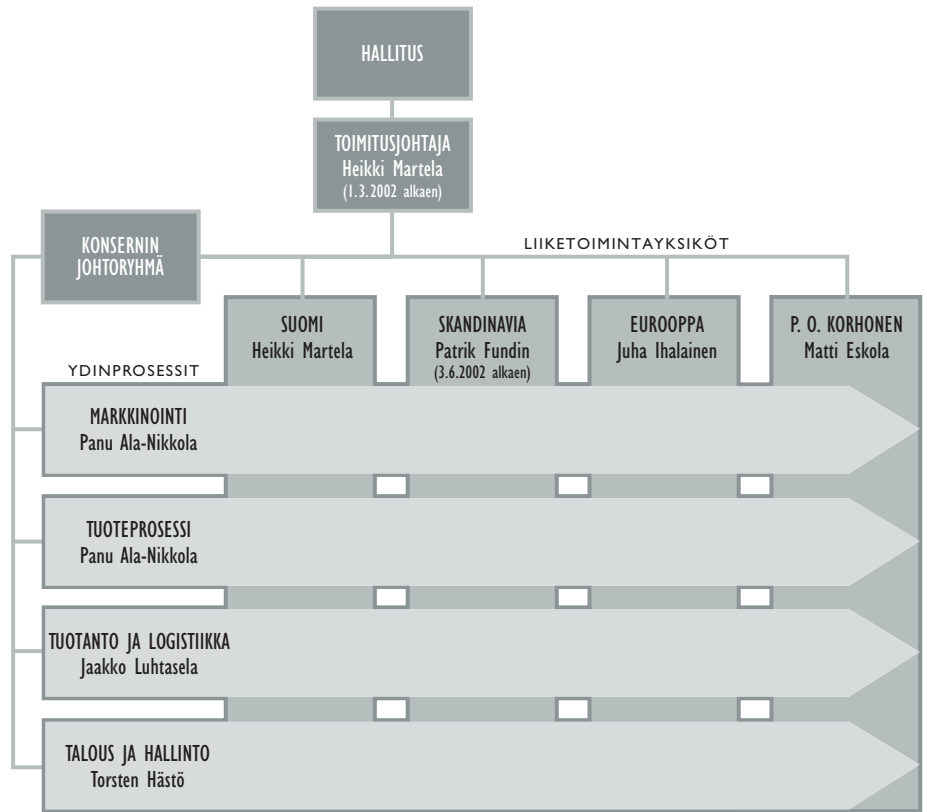 HALLITUS
TOIMITUSJOHTAJA
Heikki Martela
(1.3.2002 alkaen)
KONSERNIN
JOHTORYHMÄ
LIIKETOIMINTAYKSIKÖT
SUOMI
Heikki Martela
SKANDINAVIA
Patrik Fundin
(3.6.2002 alkaen)
EUROOPPA
Juha Ihalainen
P. O. KORHONEN
Matti Eskola
YDINPROSESSIT
MARKKINOINTI
Panu Ala-Nikkola
TUOTEPROSESSI
Panu Ala-Nikkola
TUOTANTO JA LOGISTIIKKA
Jaakko Luhtasela
TALOUS JA HALLINTO
Torsten Hästö